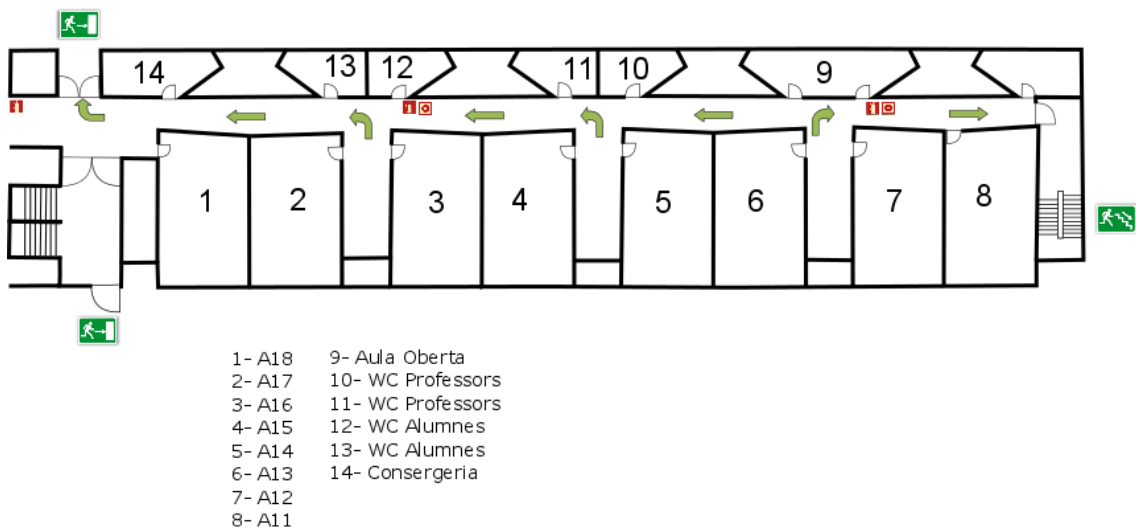 14
13
12
11
10
9
1
2
3
4
5
6
7
8
1- A18
2- A17
3- A16
4- A15
5- A14
6- A13
7- A12
8- A11
9- Aula Oberta
10- WC Professors
11- WC Professors
12- WC Alumnes
13- WC Alumnes
14- Consergeria